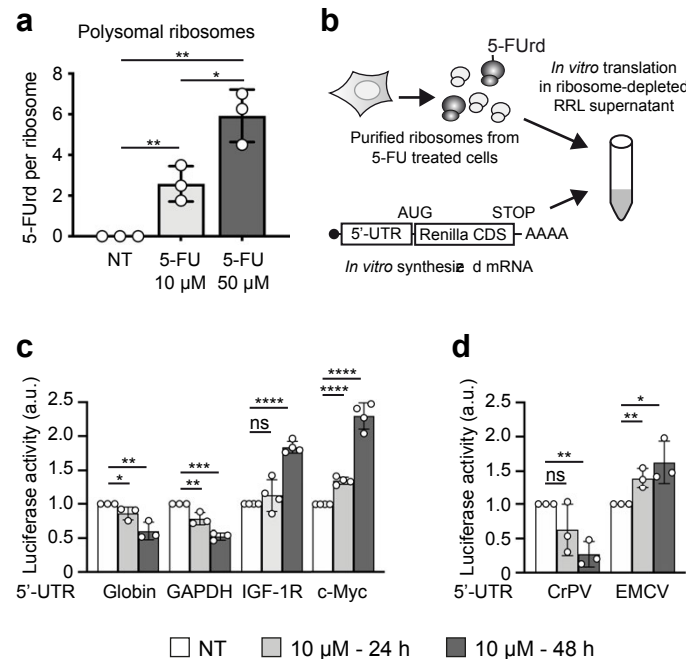 a
Polysomal ribosomes
**
*
**
5-FUrd per ribosome
8
6
4
2
0
NT
5-FU
10 µM
5-FU
50 µM
b
5-FUrd
In vitro translation
in ribosome-depleted
RRL supernatant
Purified ribosomes from
5-FU treated cells
AUG STOP
5'-UTR Renilla CDS AAAA
In vitro synthesize d mRNA
c
Luciferase activity (a.u.)
2.5
2.0
1.5
1.0
0.5
0
**
*
***
**
****
ns
****
****
5'-UTR Globin GAPDH IGF-1R c-Myc
d
Luciferase activity (a.u.)
2.5
2.0
1.5
1.0
0.5
0
**
ns
*
**
5'-UTR CrPV EMCV
NT 10 µM - 24 h 10 µM - 48 h